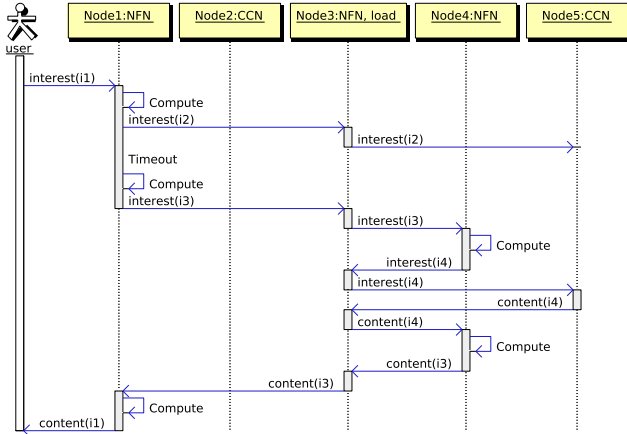 Node1:NFN
Node2:CCN
Node3:NFN, load
Node4:NFN
Node5:CCN
user
interest(i1)
Compute
interest(i2)
interest(i2)
Timeout
Compute
interest(i3)
interest(i3)
Compute
interest(i4)
interest(i4)
content(i4)
content(i4)
Compute
content(i3)
content(i3)
Compute
content(i1)